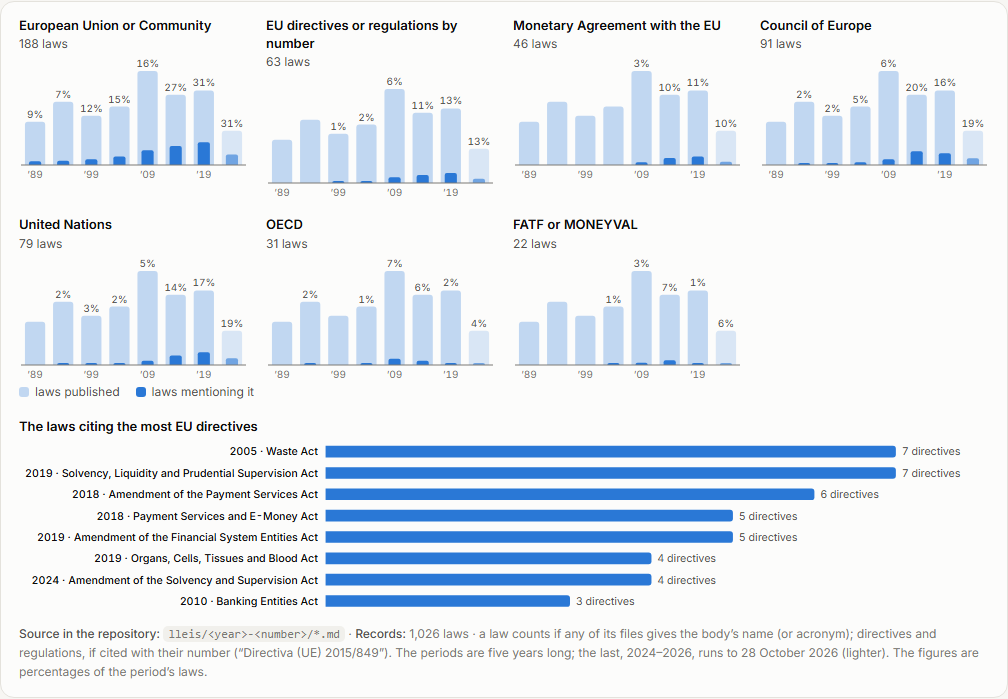 European Union or Community
188 laws
9%
7%
12%
15%
16%
27%
31%
31%
'89
'99
'09
'19
EU directives or regulations by
number
63 laws
1%
2%
6%
11%
13%
13%
'89
'99
'09
'19
Monetary Agreement with the EU
46 laws
3%
10%
11%
10%
'89
'99
'09
'19
Council of Europe
91 laws
2%
2%
5%
6%
20%
16%
19%
'89
'99
'09
'19
United Nations
79 laws
2%
3%
2%
5%
14%
17%
19%
'89
'99
'09
'19
OECD
31 laws
2%
1%
7%
6%
2%
4%
'89
'99
'09
'19
FATF or MONEYVAL
22 laws
1%
3%
7%
1%
6%
'89
'99
'09
'19
laws published
laws mentioning it
The laws citing the most EU directives
2005 · Waste Act 7 directives
2019 · Solvency, Liquidity and Prudential Supervision Act 7 directives
2018 · Amendment of the Payment Services Act 6 directives
2018 · Payment Services and E-Money Act 5 directives
2019 · Amendment of the Financial System Entities Act 5 directives
2019 · Organs, Cells, Tissues and Blood Act 4 directives
2024 · Amendment of the Solvency and Supervision Act 4 directives
2010 · Banking Entities Act 3 directives
Source in the repository: lleis/<year>-<number>/*.md · Records: 1,026 laws · a law counts if any of its files gives the body's name (or acronym); directives and
regulations, if cited with their number (“Directiva (UE) 2015/849”). The periods are five years long; the last, 2024–2026, runs to 28 October 2026 (lighter). The figures are
percentages of the period's laws.